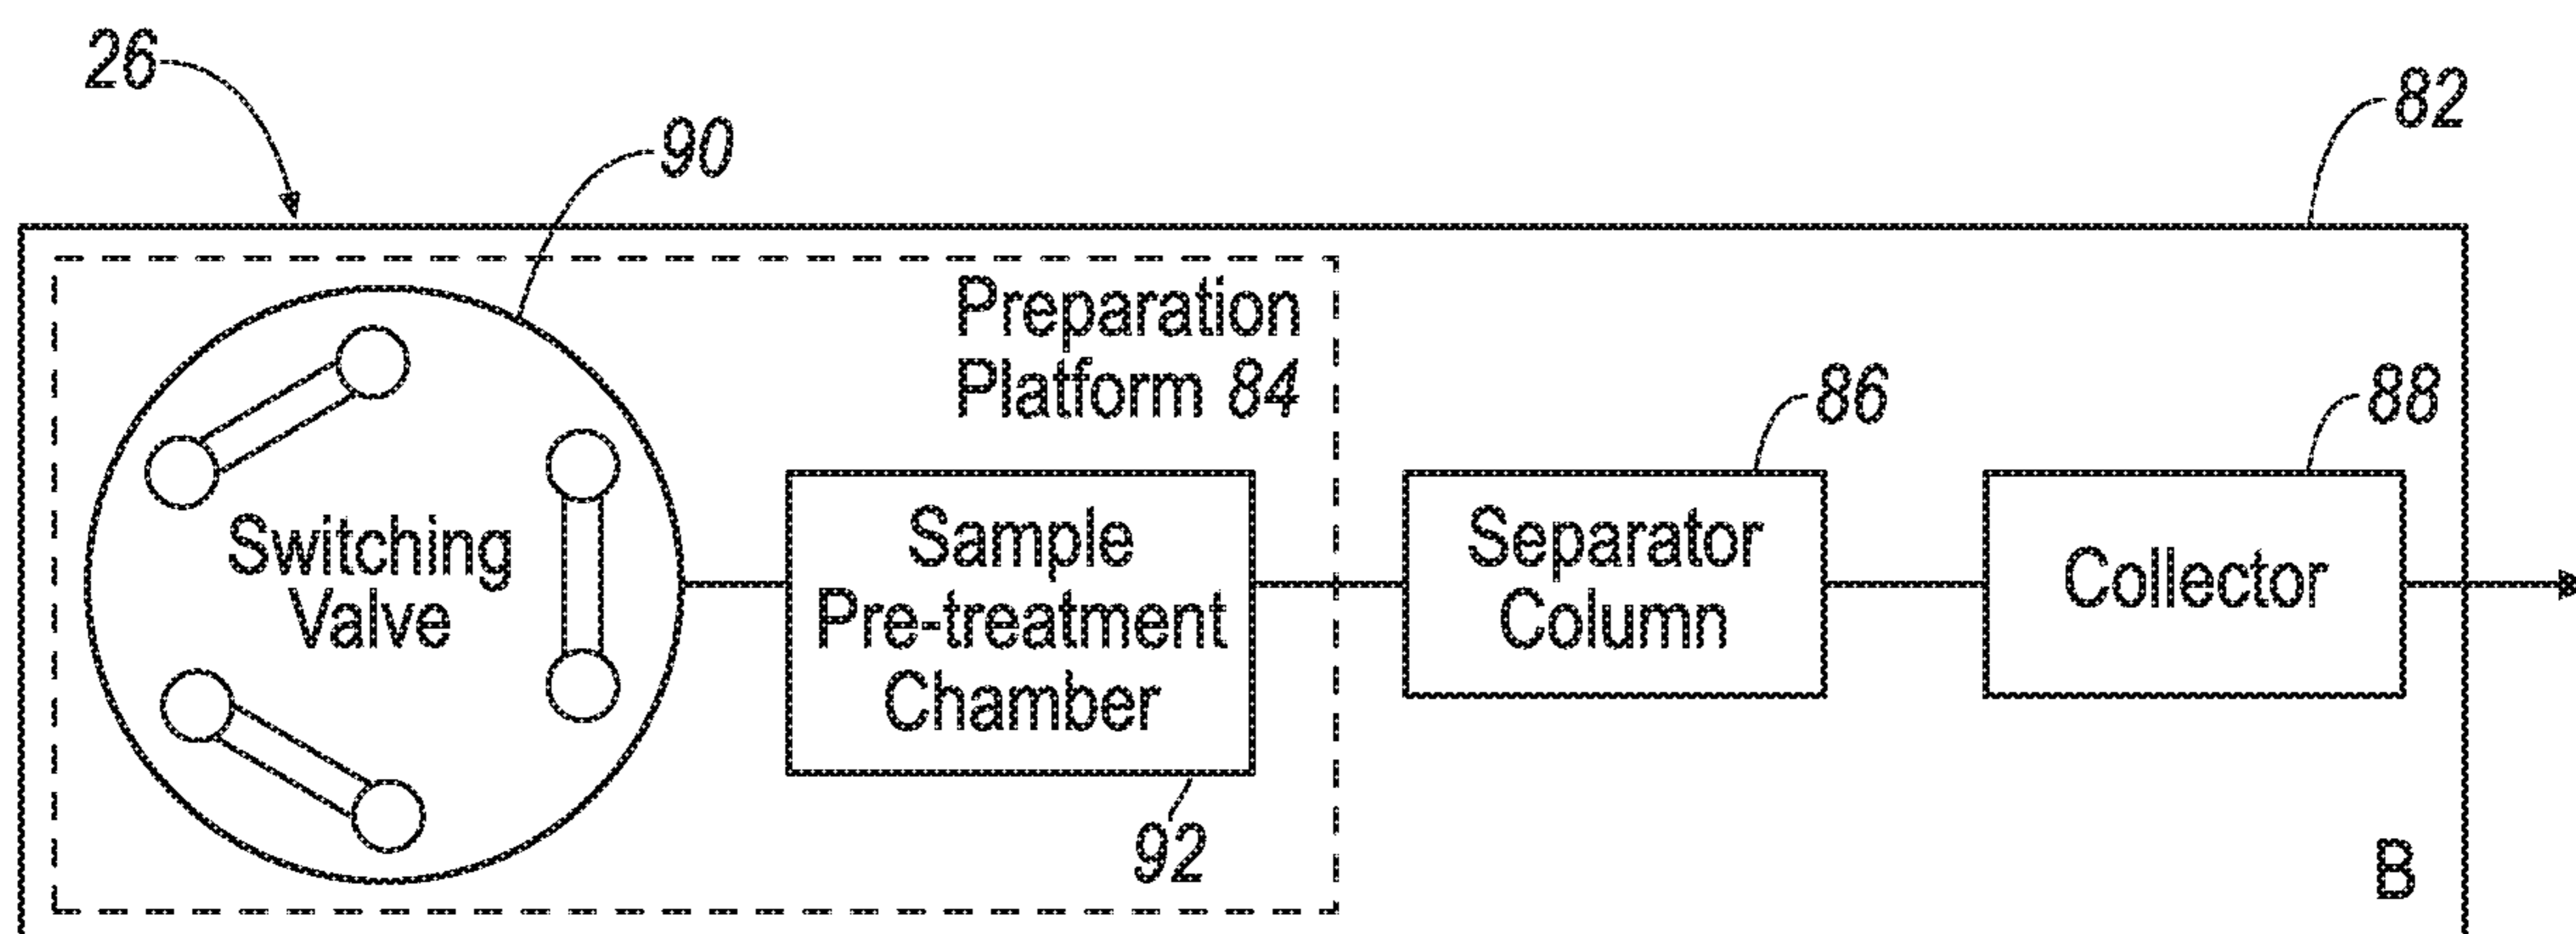 26
90
82
Preparation
Platform 84
86
88
Switching
Valve
Sample
Pre-treatment
Chamber
Separator
Column
Collector
92
B